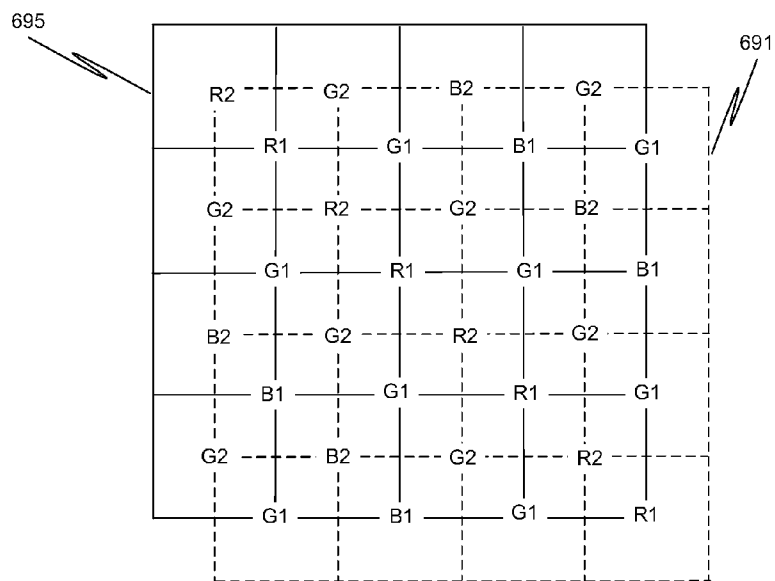 695
691
R2 G2 B2 G2
R1 G1 B1 G1
G2 R2 G2 B2
G1 R1 G1 B1
B2 G2 R2 G2
B1 G1 R1 G1
G2 B2 G2 R2
G1 B1 G1 R1